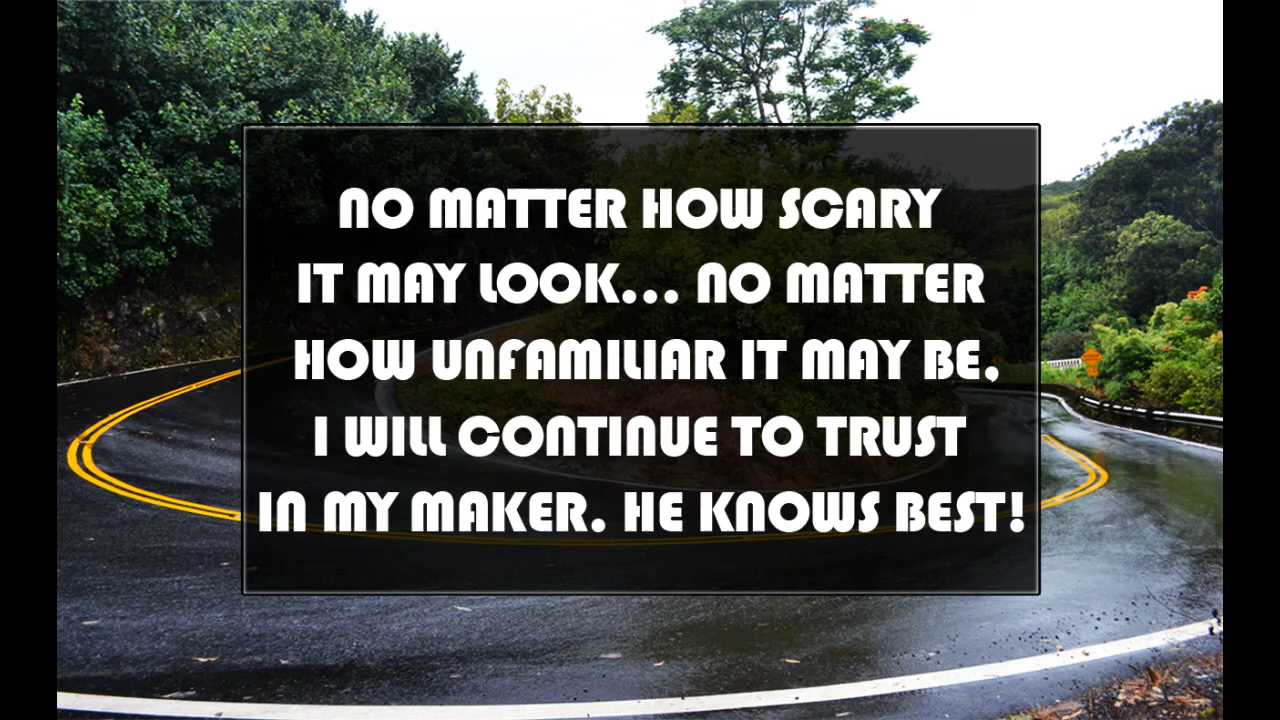 NO MATTER HOW SCARY
IT MAY LOOK... NO MATTER
HOW UNFAMILIAR IT MAY BE,
I WILL CONTINUE TO TRUST
IN MY MAKER. HE KNOWS BEST!